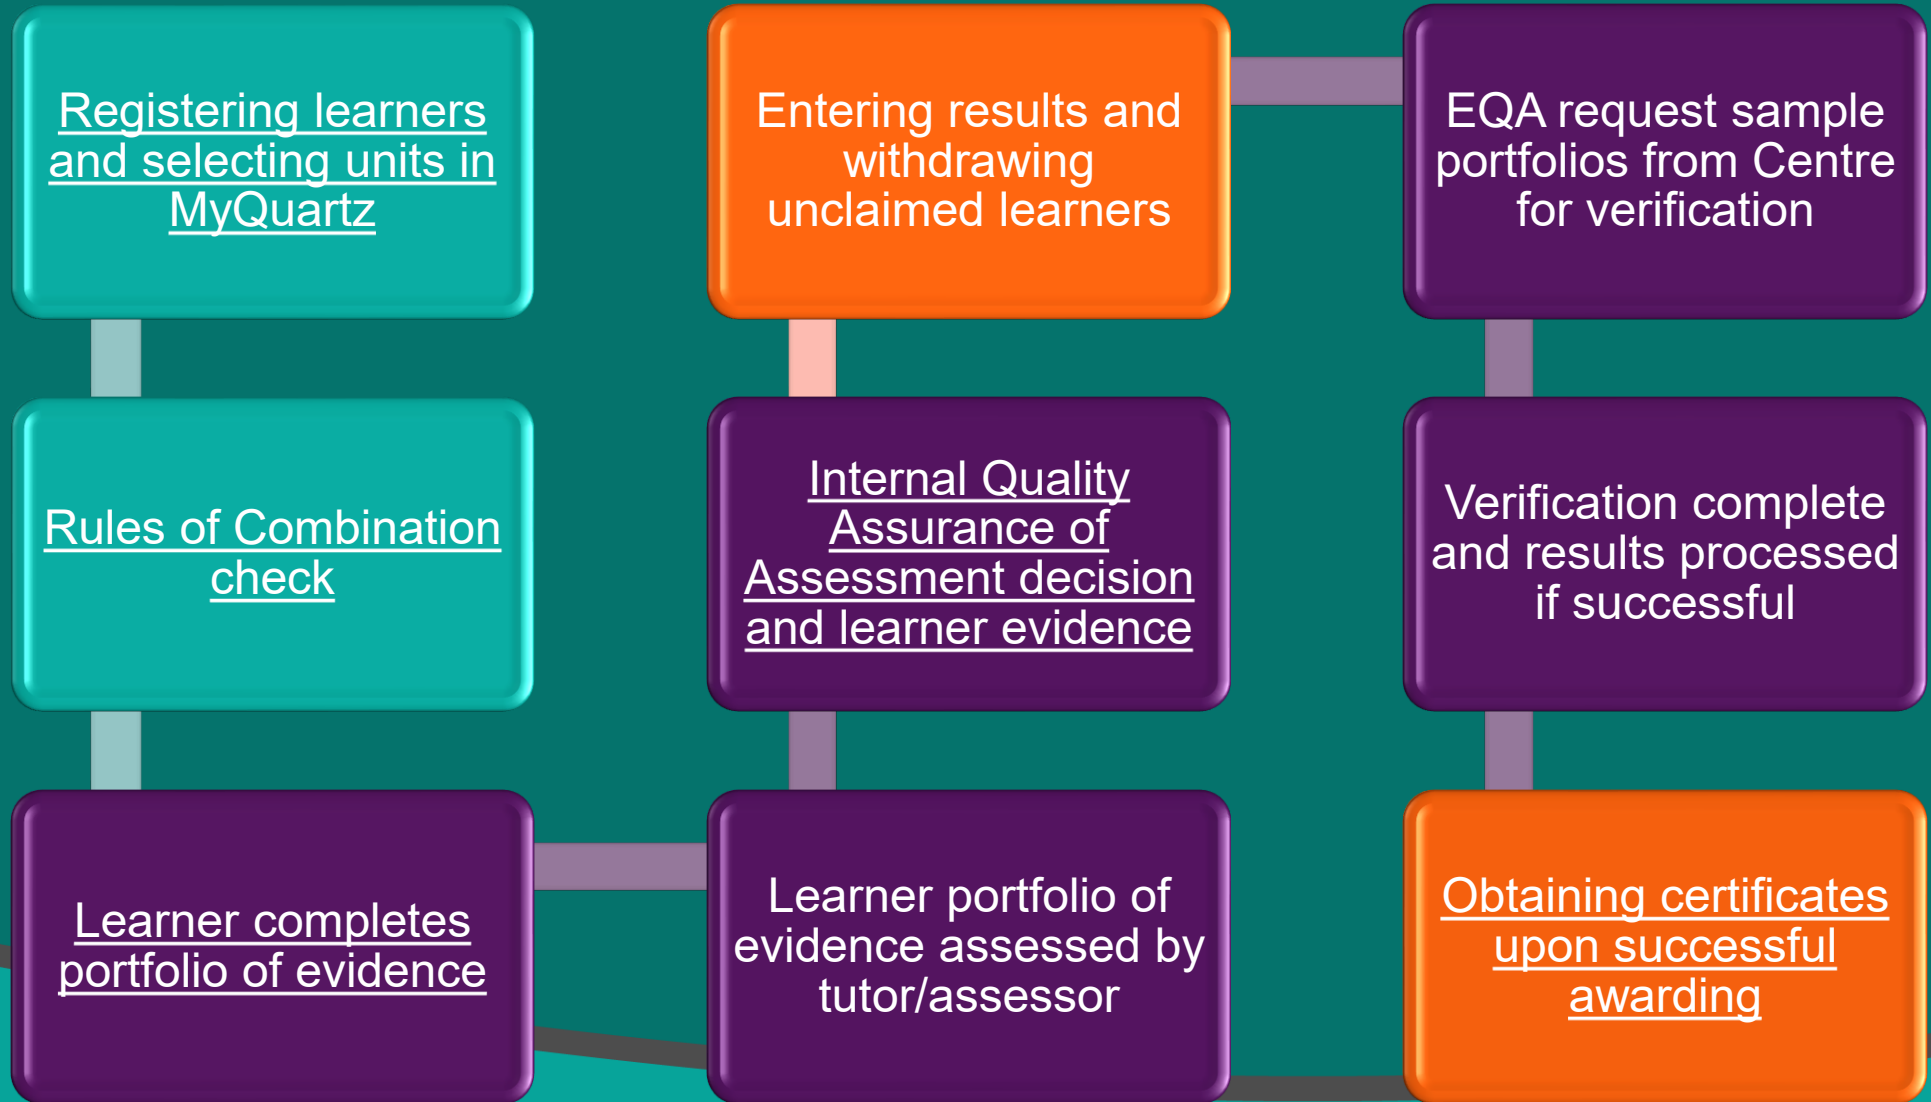 Registering learners
and selecting units in
MyQuartz
Rules of Combination
check
Learner completes
portfolio of evidence
Learner portfolio of
evidence assessed by
tutor/assessor
Internal Quality
Assurance of
Assessment decision
and learner evidence
Entering results and
withdrawing
unclaimed learners
EQA request sample
portfolios from Centre
for verification
Verification complete
and results processed
if successful
Obtaining certificates
upon successful
awarding